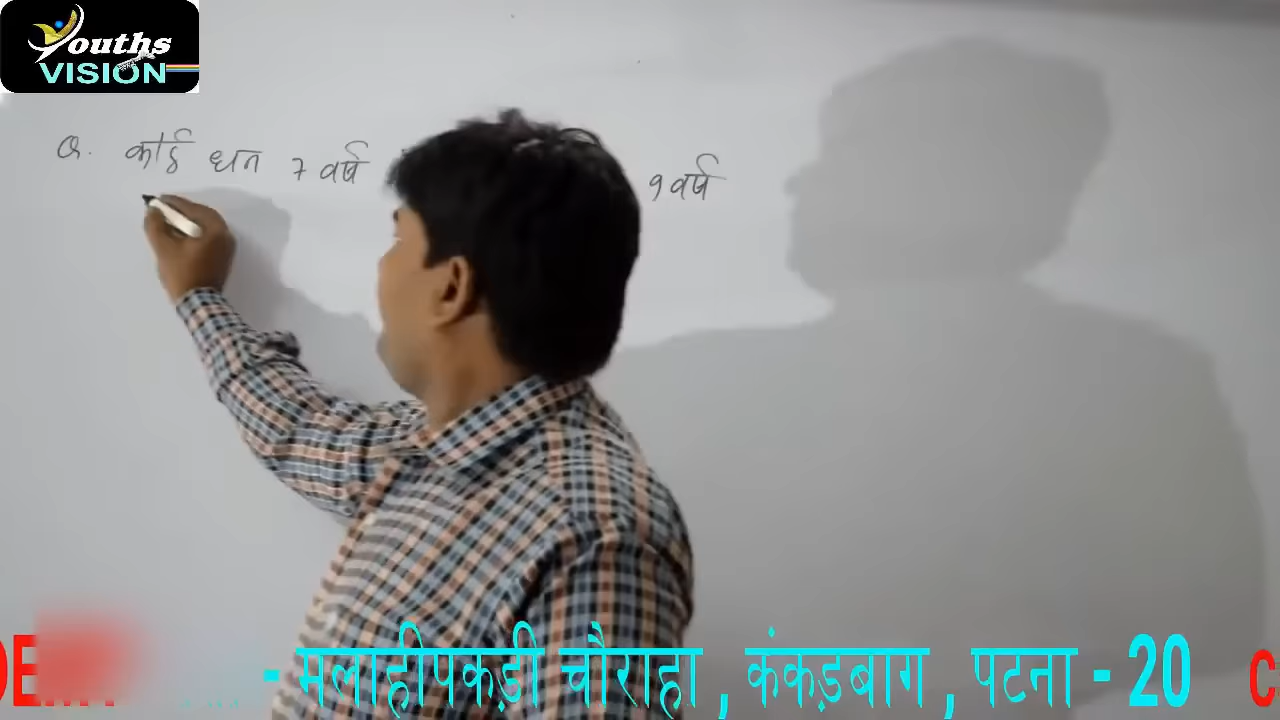 Youths
VISION
Q. कोई धन 7 वर्ष 9 वर्ष
- मलाहीपकड़ी चौराहा , कंकड़बाग , पटना - 20